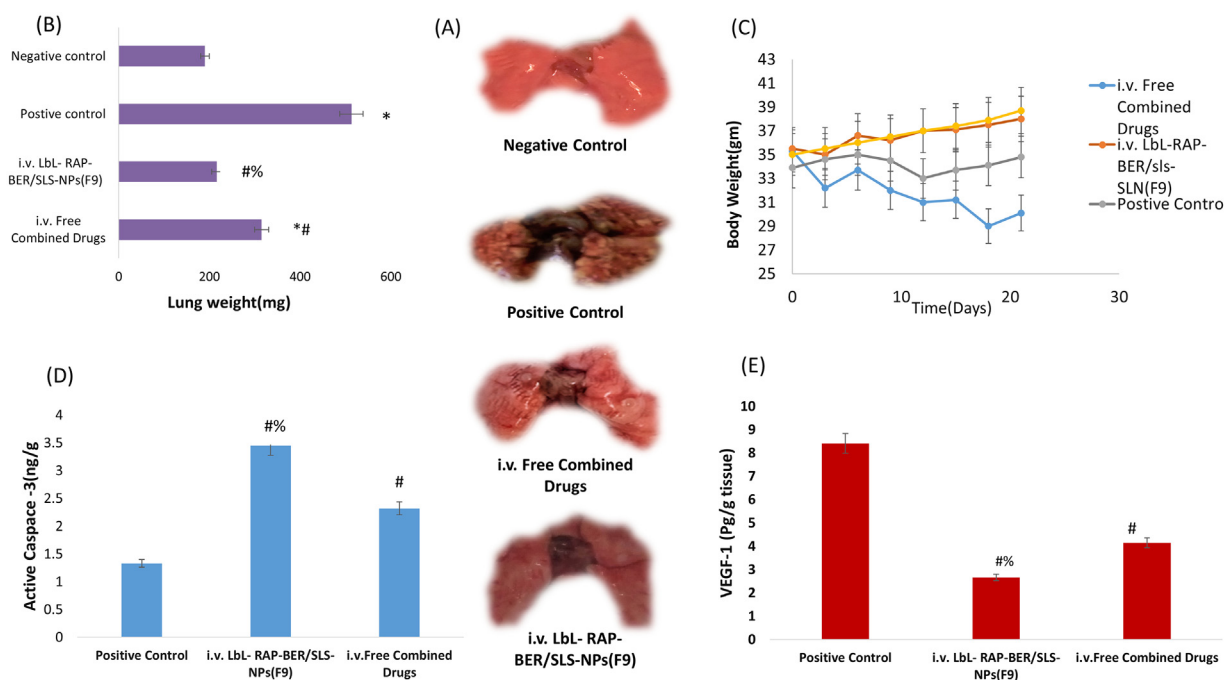 (B)
Negative control
Postive control
*
i.v. LbL- RAP-
BER/SLS-NPs(F9)
#%
i.v. Free
Combined Drugs
*#
0
200
400
600
Lung weight(mg)
(A)
Negative Control
Positive Control
i.v. Free Combined
Drugs
i.v. LbL- RAP-
BER/SLS-NPs(F9)
(C)
Body Weight(gm)
43
41
39
37
35
33
31
29
27
25
0
10
20
30
Time(Days)
i.v. Free
Combined
Drugs
i.v. LbL-RAP-
BER/sls-
SLN(F9)
Postive Contro
(D)
Active Caspace -3(ng/g
4
3.5
3
2.5
2
1.5
1
0.5
0
#%
#
Positive Control
i.v. LbL- RAP-BER/SLS-
NPs(F9)
i.v.Free Combined
Drugs
(E)
VEGF-1 (Pg/g tissue)
10
9
8
7
6
5
4
3
2
1
0
#%
#
Positive Control
i.v. LbL- RAP-BER/SLS-
NPs(F9)
i.v.Free Combined Drugs